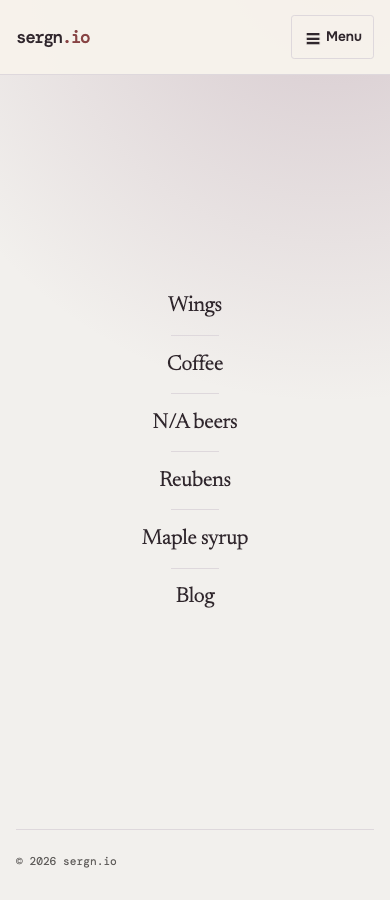 sergn.io
Menu
Wings
Coffee
N/A beers
Reubens
Maple syrup
Blog
© 2026 sergn.io